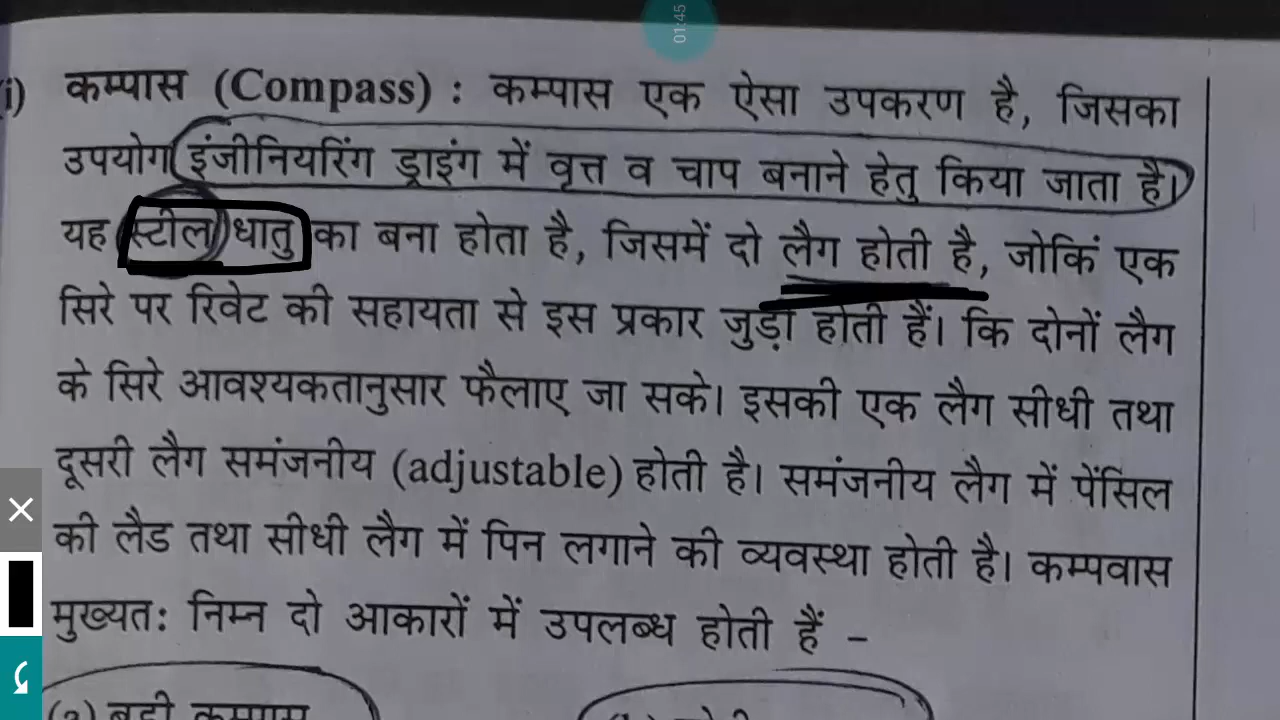 01:45
i) कम्पास (Compass) : कम्पास एक ऐसा उपकरण है, जिसका
उपयोग इंजीनियरिंग ड्राइंग में वृत्त व चाप बनाने हेतु किया जाता है।
यह स्टील धातु का बना होता है, जिसमें दो लैग होती है, जोकिं एक
सिरे पर रिवेट की सहायता से इस प्रकार जुड़ी होती हैं। कि दोनों लैग
के सिरे आवश्यकतानुसार फैलाए जा सके। इसकी एक लैग सीधी तथा
दूसरी लैग समंजनीय (adjustable) होती है। समंजनीय लैग में पेंसिल
की लैड तथा सीधी लैग में पिन लगाने की व्यवस्था होती है। कम्पवास
मुख्यत: निम्न दो आकारों में उपलब्ध होती हैं –